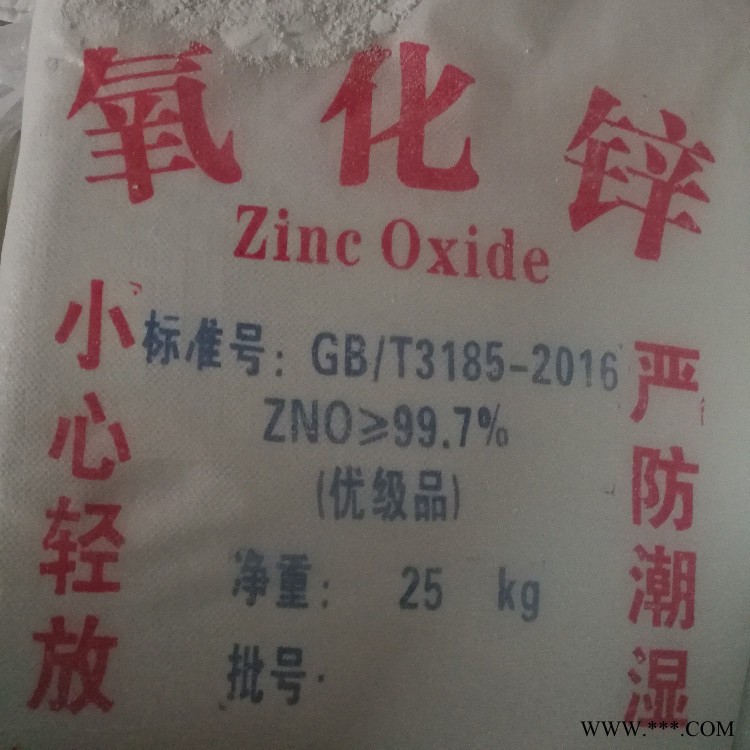 氧化锌
Zinc Oxide
小心轻放
标准号：GB/T3185-2016
ZNO≥99.7%
(优级品)
净重： 25 kg
批号：
严防潮湿
WWW.***.COM